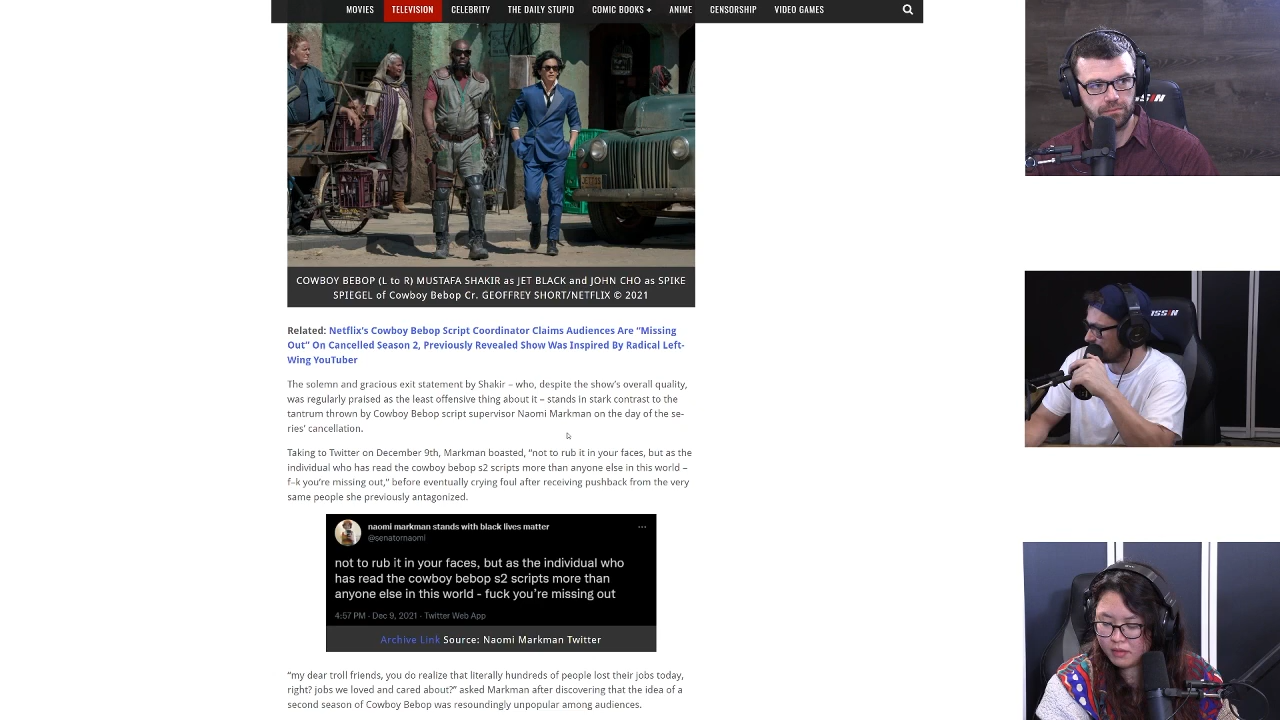 MOVIES TELEVISION CELEBRITY THE DAILY STUPID COMIC BOOKS + ANIME CENSORSHIP VIDEO GAMES
COWBOY BEBOP (L to R) MUSTAFA SHAKIR as JET BLACK and JOHN CHO as SPIKE
SPIEGEL of Cowboy Bebop Cr. GEOFFREY SHORT/NETFLIX © 2021
Related: Netflix’s Cowboy Bebop Script Coordinator Claims Audiences Are “Missing
Out” On Cancelled Season 2, Previously Revealed Show Was Inspired By Radical Left-
Wing YouTuber
The solemn and gracious exit statement by Shakir – who, despite the show’s overall quality,
was regularly praised as the least offensive thing about it – stands in stark contrast to the
tantrum thrown by Cowboy Bebop script supervisor Naomi Markman on the day of the se-
ries’ cancellation.
Taking to Twitter on December 9th, Markman boasted, “not to rub it in your faces, but as the
individual who has read the cowboy bebop s2 scripts more than anyone else in this world –
f–k you’re missing out,” before eventually crying foul after receiving pushback from the very
same people she previously antagonized.
naomi markman stands with black lives matter
@senatornaomi
not to rub it in your faces, but as the individual who
has read the cowboy bebop s2 scripts more than
anyone else in this world - fuck you’re missing out
4:57 PM · Dec 9, 2021 · Twitter Web App
Archive Link Source: Naomi Markman Twitter
“my dear troll friends, you do realize that literally hundreds of people lost their jobs today,
right? jobs we loved and cared about?” asked Markman after discovering that the idea of a
second season of Cowboy Bebop was resoundingly unpopular among audiences.